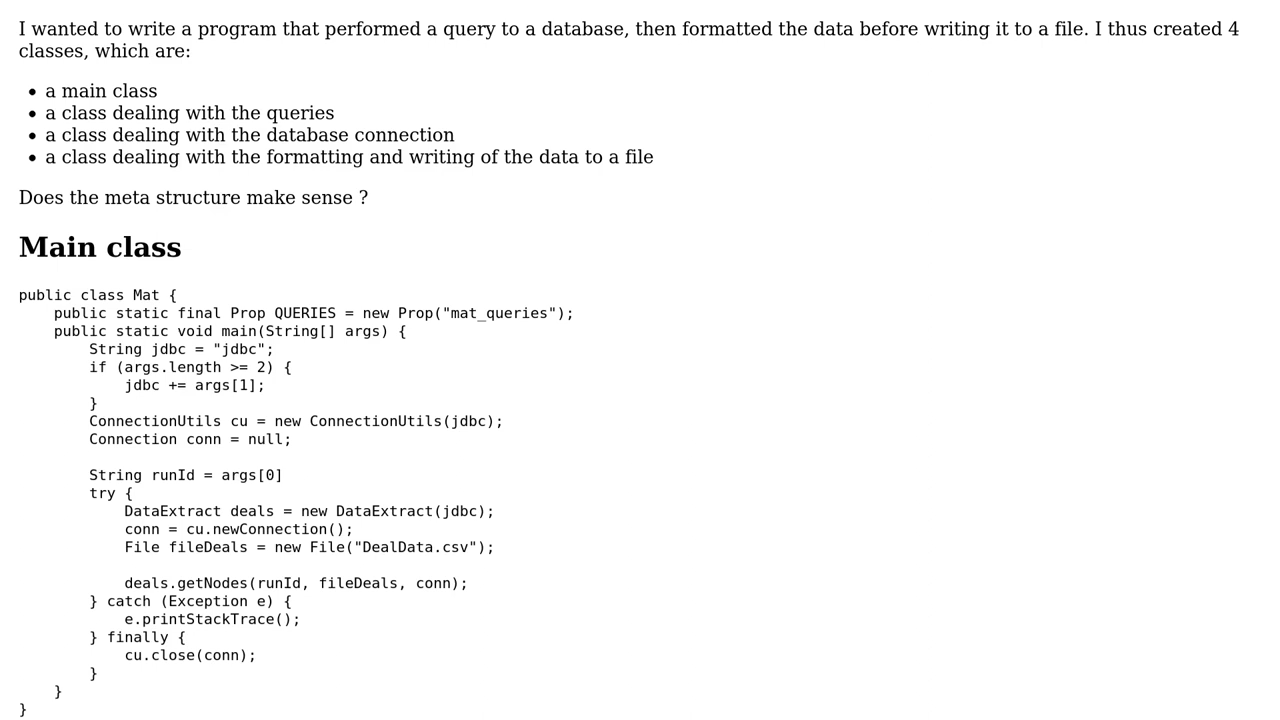 I wanted to write a program that performed a query to a database, then formatted the data before writing it to a file. I thus created 4
classes, which are:
• a main class
• a class dealing with the queries
• a class dealing with the database connection
• a class dealing with the formatting and writing of the data to a file
Does the meta structure make sense ?
Main class
public class Mat {
    public static final Prop QUERIES = new Prop("mat_queries");
    public static void main(String[] args) {
        String jdbc = "jdbc";
        if (args.length >= 2) {
            jdbc += args[1];
        }
        ConnectionUtils cu = new ConnectionUtils(jdbc);
        Connection conn = null;

        String runId = args[0]
        try {
            DataExtract deals = new DataExtract(jdbc);
            conn = cu.newConnection();
            File fileDeals = new File("DealData.csv");

            deals.getNodes(runId, fileDeals, conn);
        } catch (Exception e) {
            e.printStackTrace();
        } finally {
            cu.close(conn);
        }
    }
}